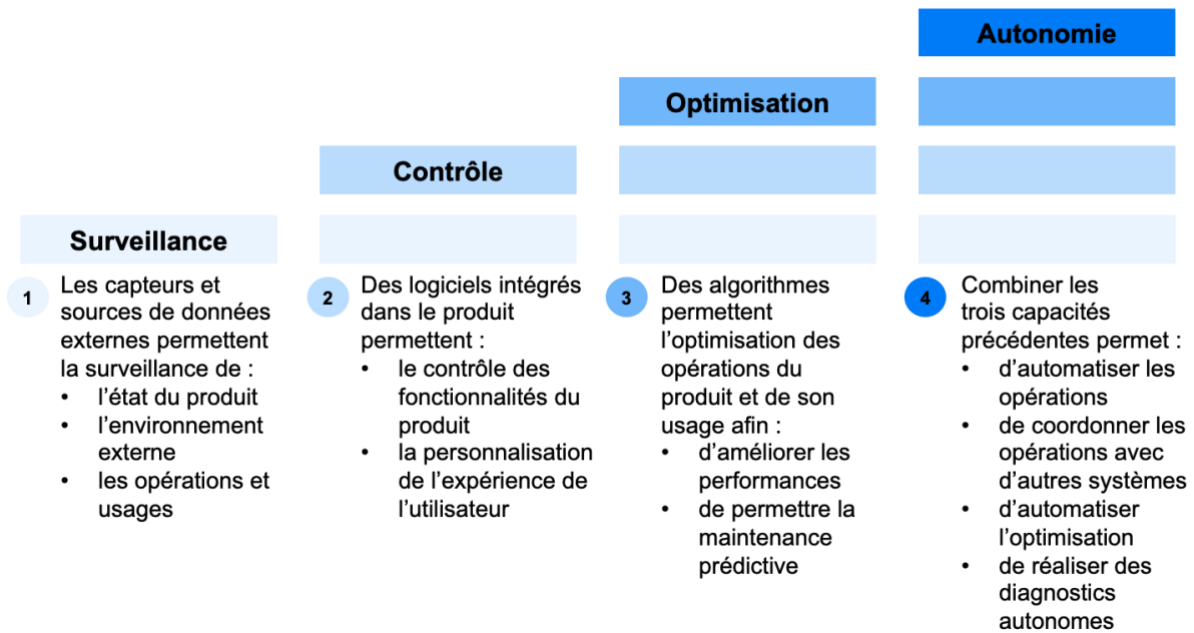 Autonomie
Optimisation
Contrôle
Surveillance
1
Les capteurs et
sources de données
externes permettent
la surveillance de :
• l’état du produit
• l’environnement
externe
• les opérations et
usages
2
Des logiciels intégrés
dans le produit
permettent :
• le contrôle des
fonctionnalités du
produit
• la personnalisation
de l’expérience de
l’utilisateur
3
Des algorithmes
permettent
l’optimisation des
opérations du
produit et de son
usage afin :
• d’améliorer les
performances
• de permettre la
maintenance
prédictive
4
Combiner les
trois capacités
précédentes permet :
• d’automatiser les
opérations
• de coordonner les
opérations avec
d’autres systèmes
• d’automatiser
l’optimisation
• de réaliser des
diagnostics
autonomes